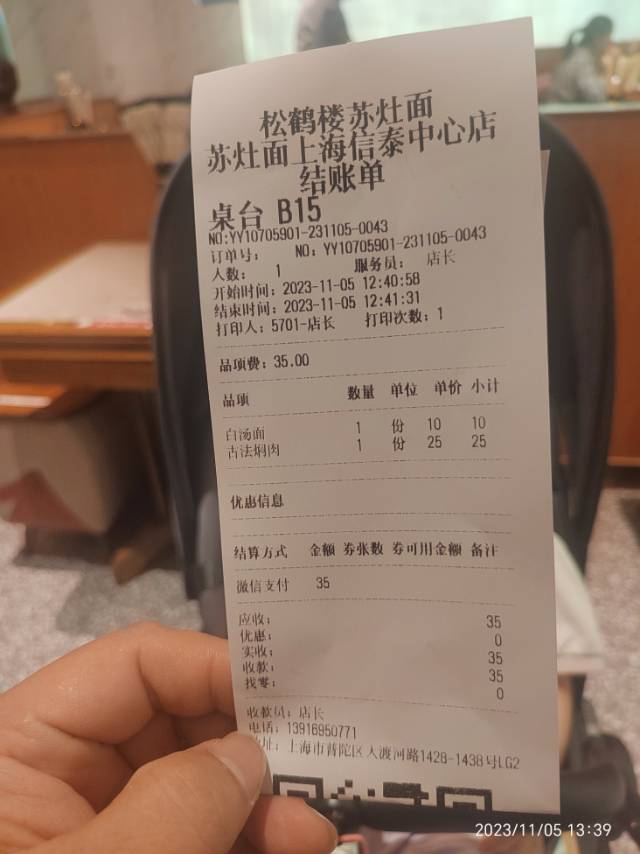 松鹤楼苏灶面
苏灶面上海信泰中心店
结账单
桌台 B15
NO:YY10705901-231105-0043
订单号: NO: YY10705901-231105-0043
人数: 1 服务员: 店长
开始时间: 2023-11-05 12:40:58
结束时间: 2023-11-05 12:41:31
打印人: 5701-店长 打印次数: 1
品项费: 35.00
品项 数量 单位 单价 小计
白汤面 1 份 10 10
古法焖肉 1 份 25 25
优惠信息
结算方式 金额 券张数 券可用金额 备注
微信支付 35
应收: 35
优惠: 0
实收: 35
收款: 35
找零: 0
收款员: 店长
电话: 13916950771
地址: 上海市普陀区大渡河路1428-1438号LG2
2023/11/05 13:39